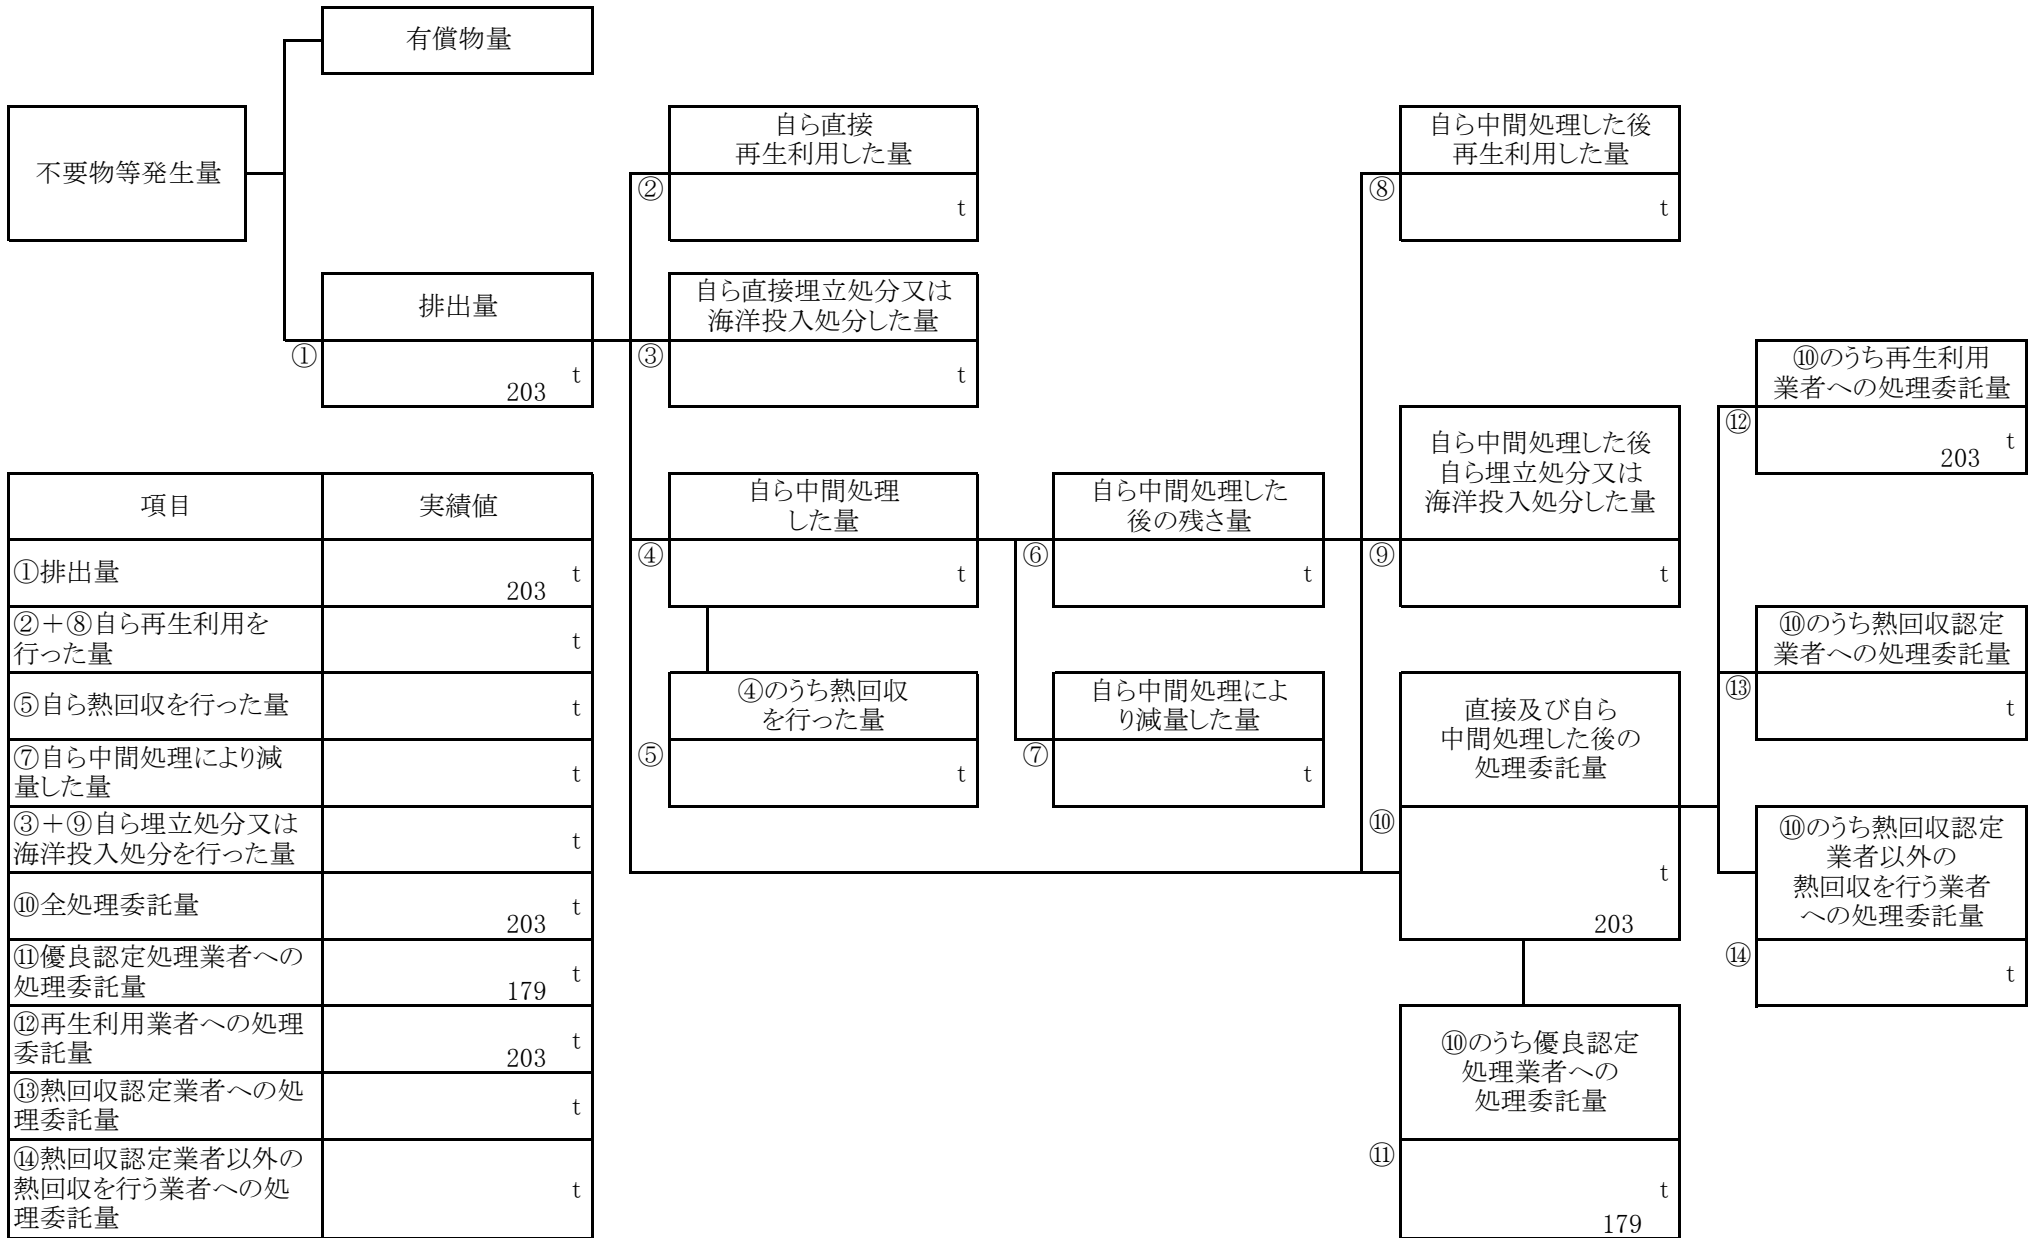 有償物量
不要物等発生量
排出量
①
t
203
自ら直接
再生利用した量
②
t
自ら直接埋立処分又は
海洋投入処分した量
③
t
自ら中間処理
した量
④
t
④のうち熱回収
を行った量
⑤
t
自ら中間処理した
後の残さ量
⑥
t
自ら中間処理によ
り減量した量
⑦
t
自ら中間処理した後
再生利用した量
⑧
t
自ら中間処理した後
自ら埋立処分又は
海洋投入処分した量
⑨
t
直接及び自ら
中間処理した後の
処理委託量
⑩
t
203
⑩のうち優良認定
処理業者への
処理委託量
⑪
t
179
⑩のうち再生利用
業者への処理委託量
⑫
t
203
⑩のうち熱回収認定
業者への処理委託量
⑬
t
⑩のうち熱回収認定
業者以外の
熱回収を行う業者
への処理委託量
⑭
t
項目 実績値
①排出量 t
203
②＋⑧自ら再生利用を
行った量 t
⑤自ら熱回収を行った量 t
⑦自ら中間処理により減
量した量 t
③＋⑨自ら埋立処分又は
海洋投入処分を行った量 t
⑩全処理委託量 t
203
⑪優良認定処理業者への
処理委託量 t
179
⑫再生利用業者への処理
委託量 t
203
⑬熱回収認定業者への処
理委託量 t
⑭熱回収認定業者以外の
熱回収を行う業者への処
理委託量 t